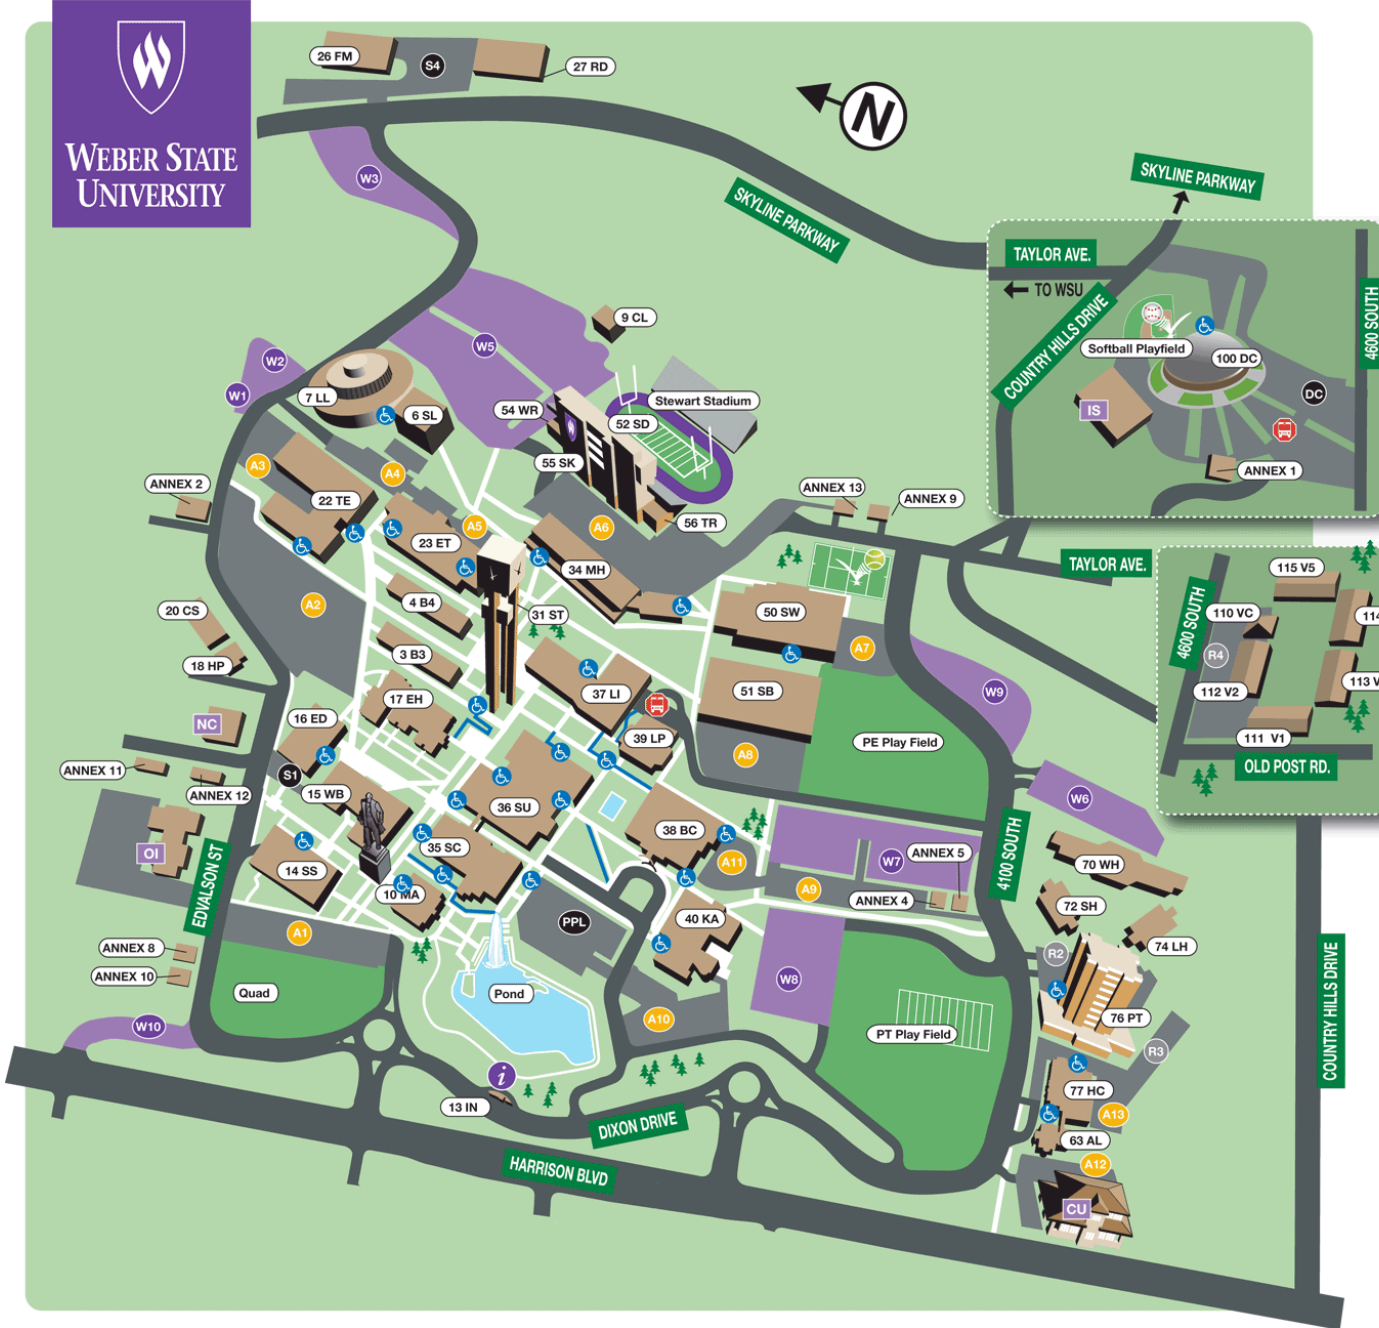 WEBER STATE
UNIVERSITY
26 FM
S4
27 RD
N
W3
SKYLINE PARKWAY
SKYLINE PARKWAY
TAYLOR AVE.
TO WSU
COUNTRY HILLS DRIVE
4600 SOUTH
Softball Playfield
100 DC
DC
IS
ANNEX 1
9 CL
W5
W2
W1
7 LL
6 SL
54 WR
52 SD
Stewart Stadium
55 SK
56 TR
A3
A4
A5
A6
ANNEX 2
22 TE
23 ET
34 MH
ANNEX 13
ANNEX 9
TAYLOR AVE.
115 V5
110 VC
114
4600 SOUTH
R4
112 V2
113 V
111 V1
OLD POST RD.
A2
4 B4
31 ST
50 SW
A7
20 CS
18 HP
3 B3
17 EH
37 LI
51 SB
W9
NC
16 ED
39 LP
A8
PE Play Field
ANNEX 11
ANNEX 12
S1
15 WB
36 SU
38 BC
W6
OI
14 SS
35 SC
10 MA
A11
W7
ANNEX 5
A9
ANNEX 4
4100 SOUTH
70 WH
EDVALSON ST
A1
PPL
40 KA
72 SH
74 LH
ANNEX 8
ANNEX 10
R2
Quad
Pond
W8
76 PT
W10
A10
PT Play Field
R3
COUNTRY HILLS DRIVE
i
13 IN
77 HC
A13
DIXON DRIVE
63 AL
A12
HARRISON BLVD
CU